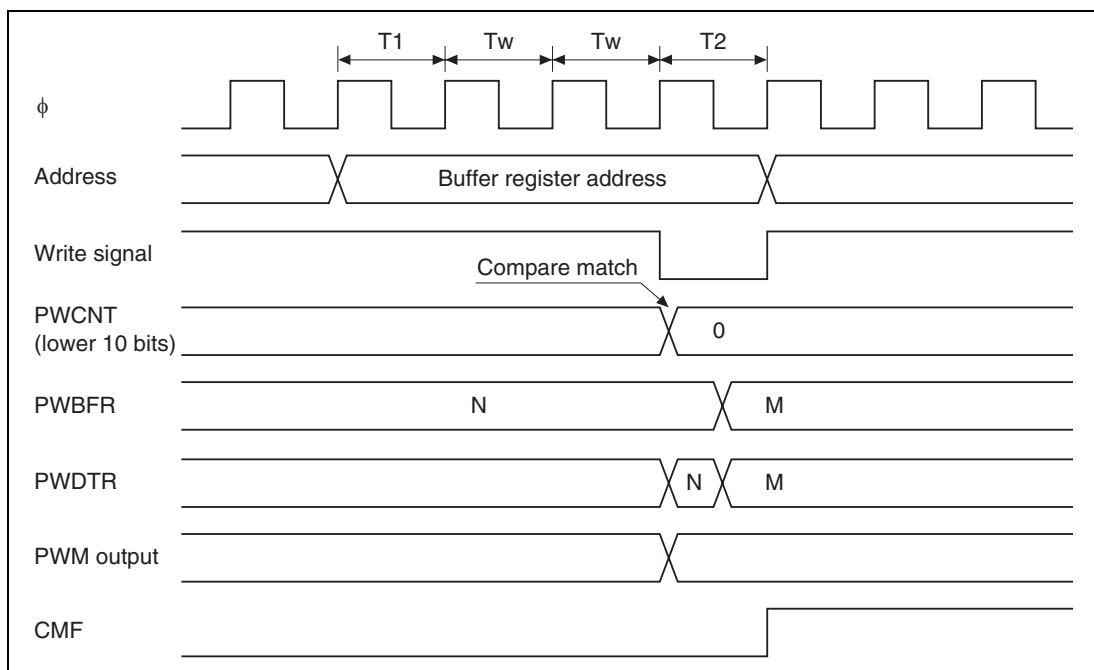 T1 Tw Tw T2
ϕ
Address Buffer register address
Write signal
Compare match
PWCNT
(lower 10 bits) 0
PWBFR N M
PWDTR N M
PWM output
CMF